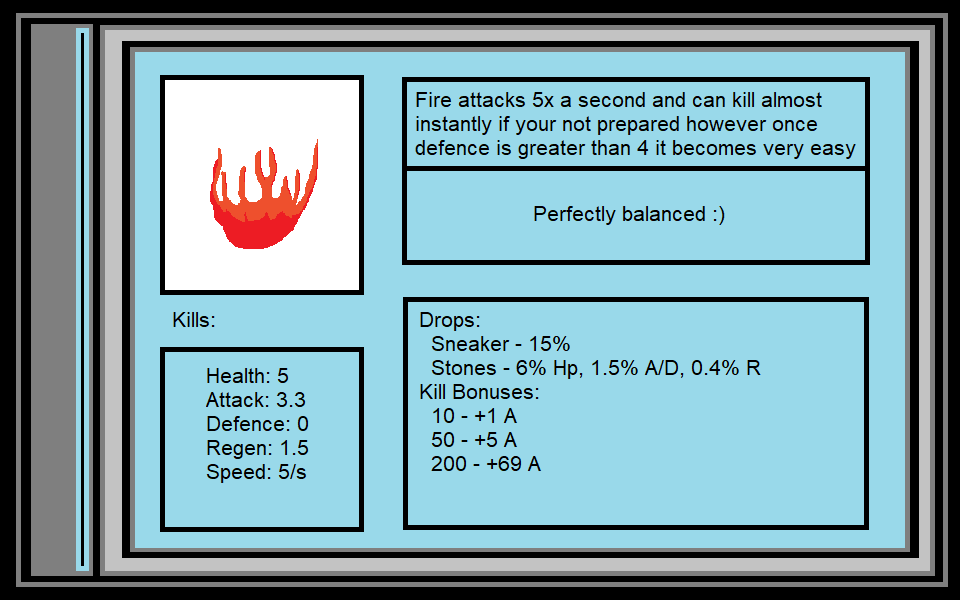 Fire attacks 5x a second and can kill almost
instantly if your not prepared however once
defence is greater than 4 it becomes very easy
Perfectly balanced :)
Kills:
Health: 5
Attack: 3.3
Defence: 0
Regen: 1.5
Speed: 5/s
Drops:
Sneaker - 15%
Stones - 6% Hp, 1.5% A/D, 0.4% R
Kill Bonuses:
10 - +1 A
50 - +5 A
200 - +69 A